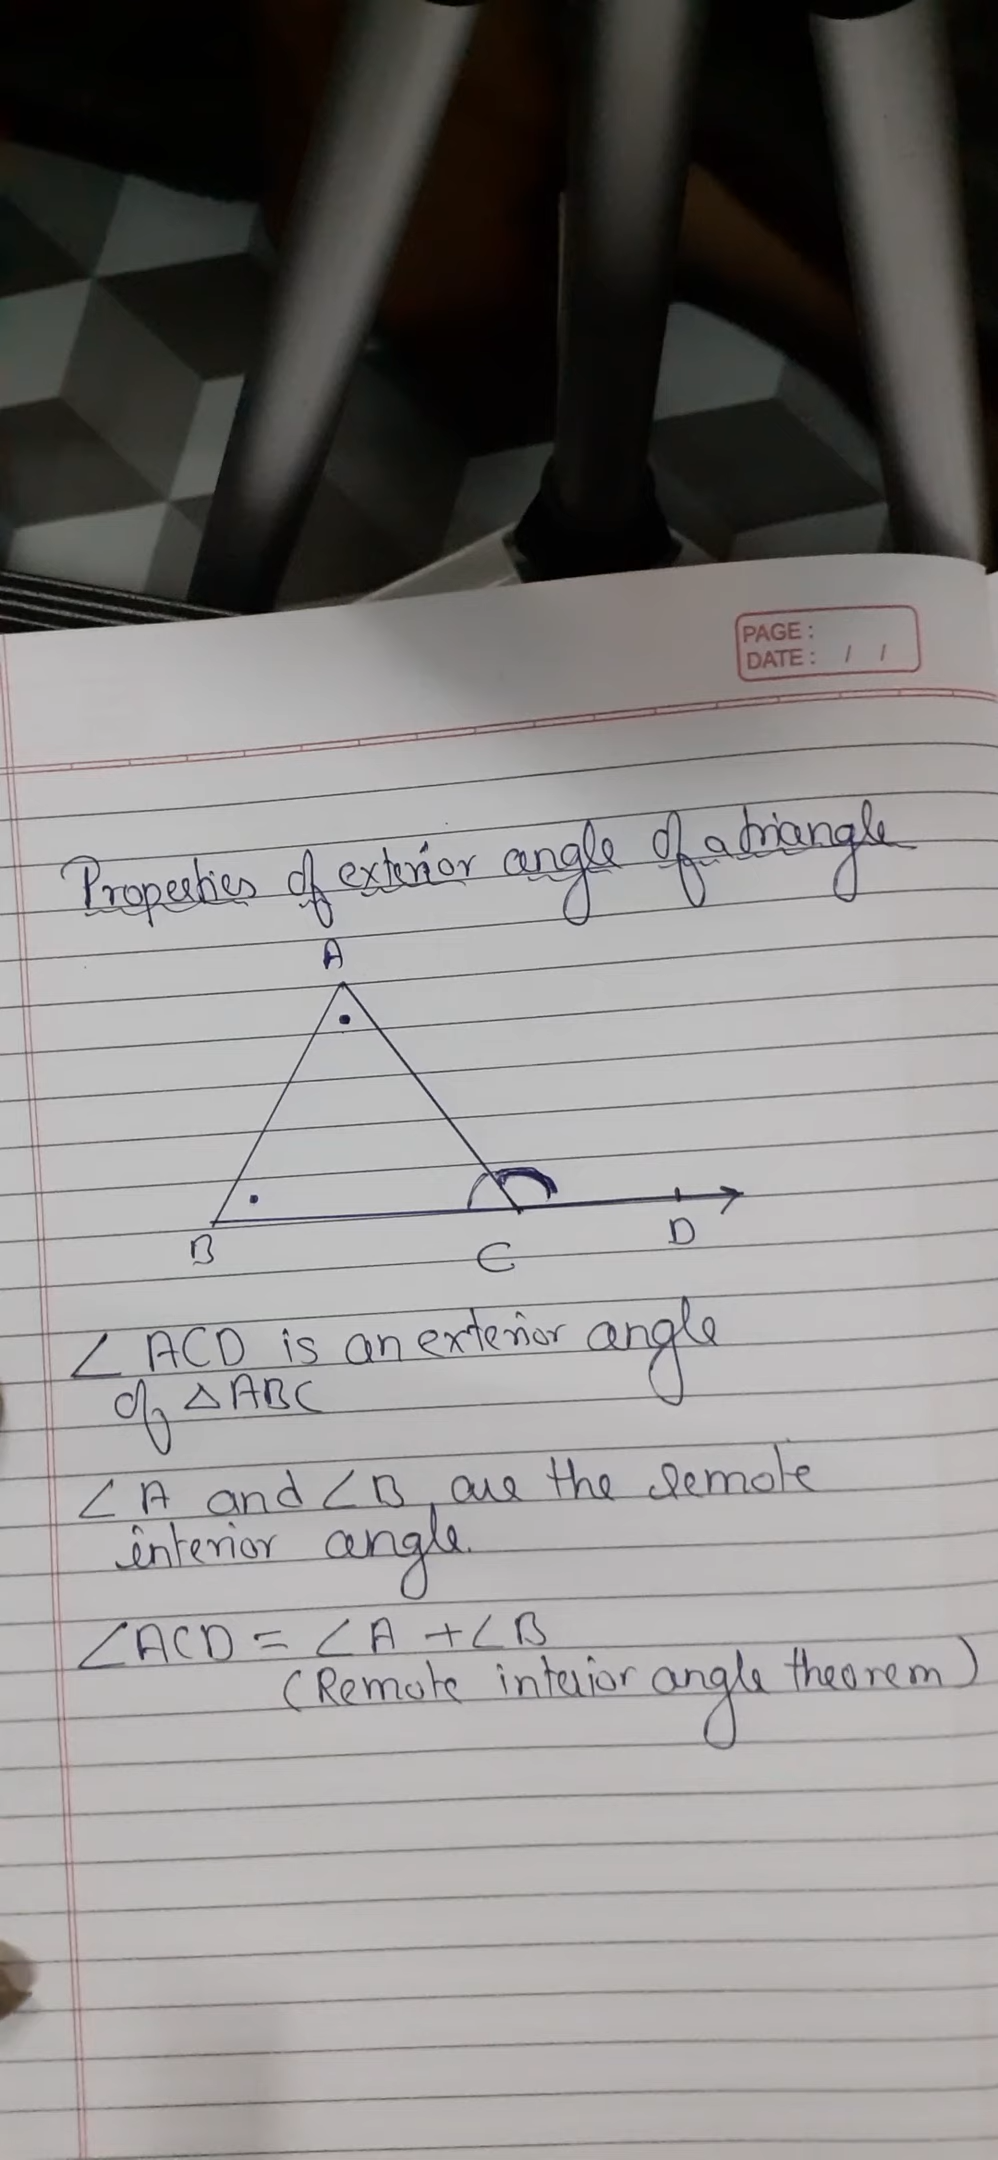 PAGE :
DATE : / /
Properties of exterior angle of a triangle
A
B
C
D
∠ ACD is an exterior angle
of △ABC
∠A and ∠B, are the remote
interior angle.
∠ACD = ∠A + ∠B
(Remote interior angle theorem)